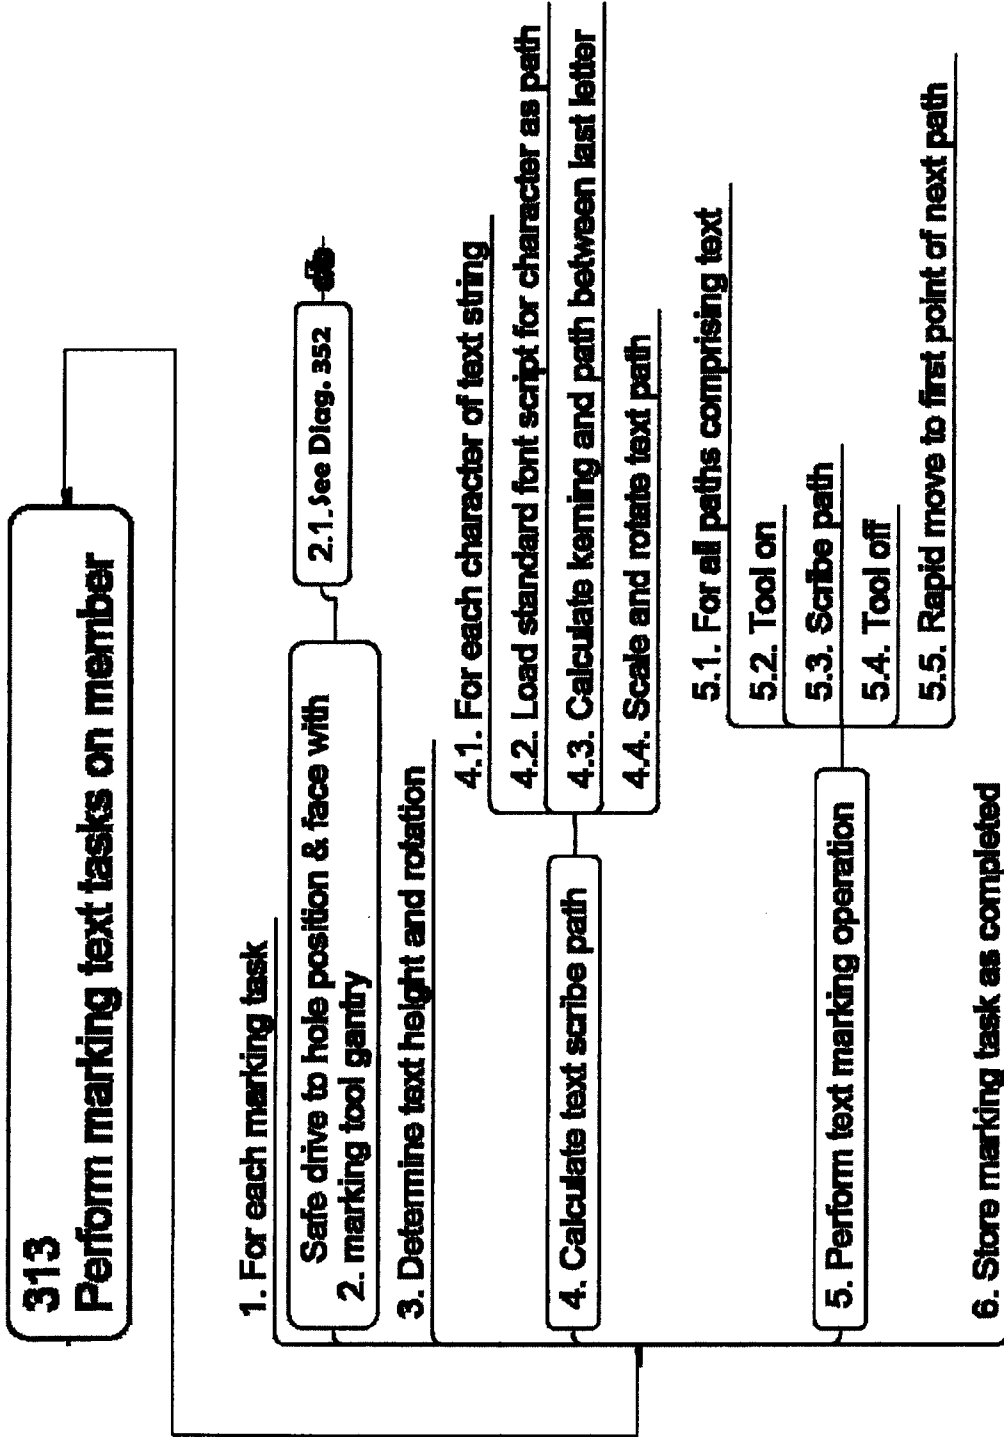 313
Perform marking text tasks on member
1. For each marking task
Safe drive to hole position & face with
2. marking tool gantry
2.1. See Diag. 352
3. Determine text height and rotation
4. Calculate text scribe path
4.1. For each character of text string
4.2. Load standard font script for character as path
4.3. Calculate kerning and path between last letter
4.4. Scale and rotate text path
5. Perform text marking operation
5.1. For all paths comprising text
5.2. Tool on
5.3. Scribe path
5.4. Tool off
5.5. Rapid move to first point of next path
6. Store marking task as completed